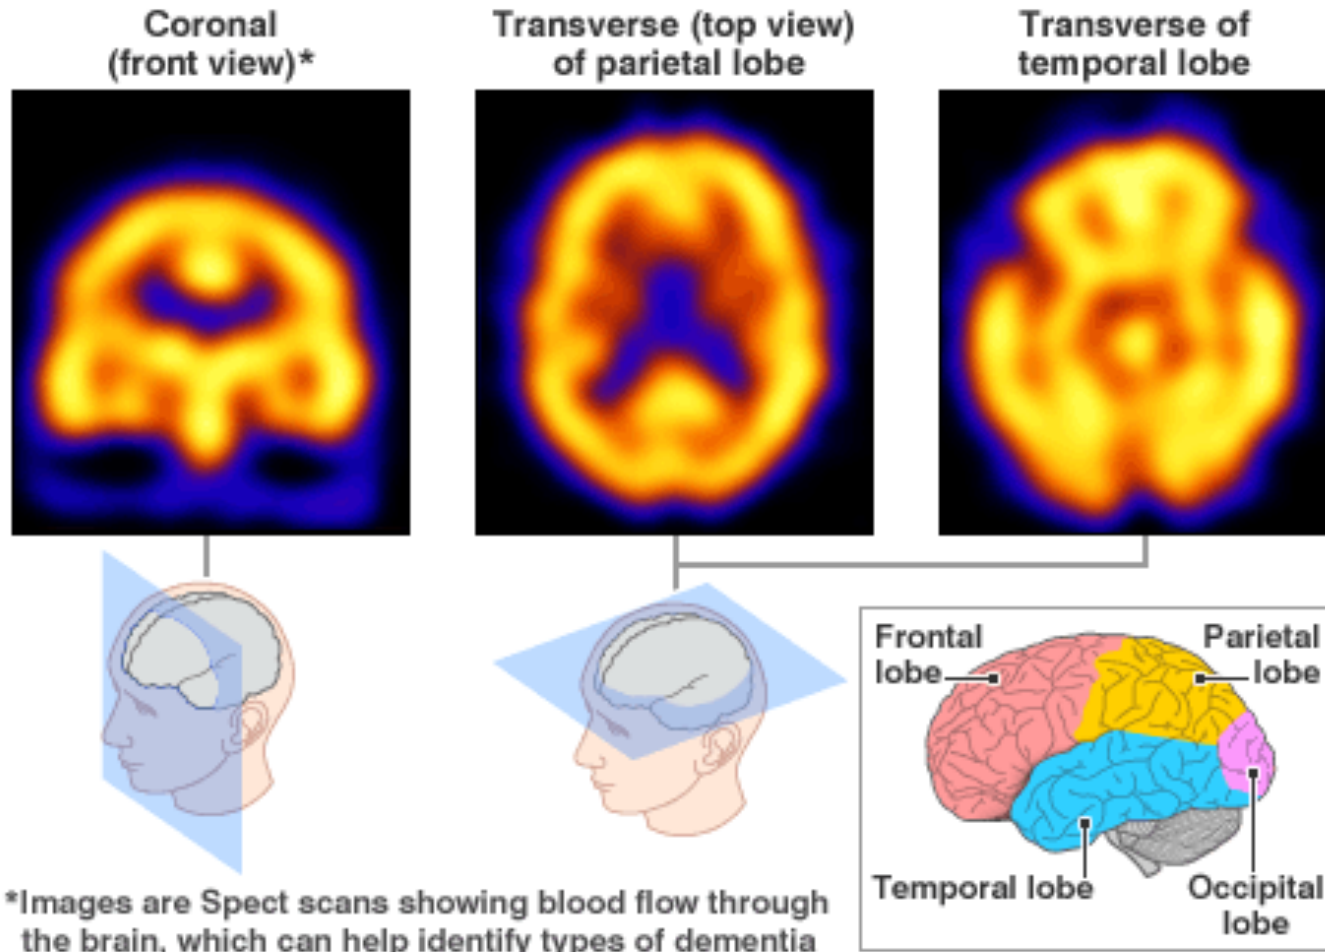 Coronal
(front view)*
Transverse (top view)
of parietal lobe
Transverse of
temporal lobe
Frontal
lobe
Parietal
lobe
Temporal lobe
Occipital
lobe
*Images are Spect scans showing blood flow through
the brain, which can help identify types of dementia